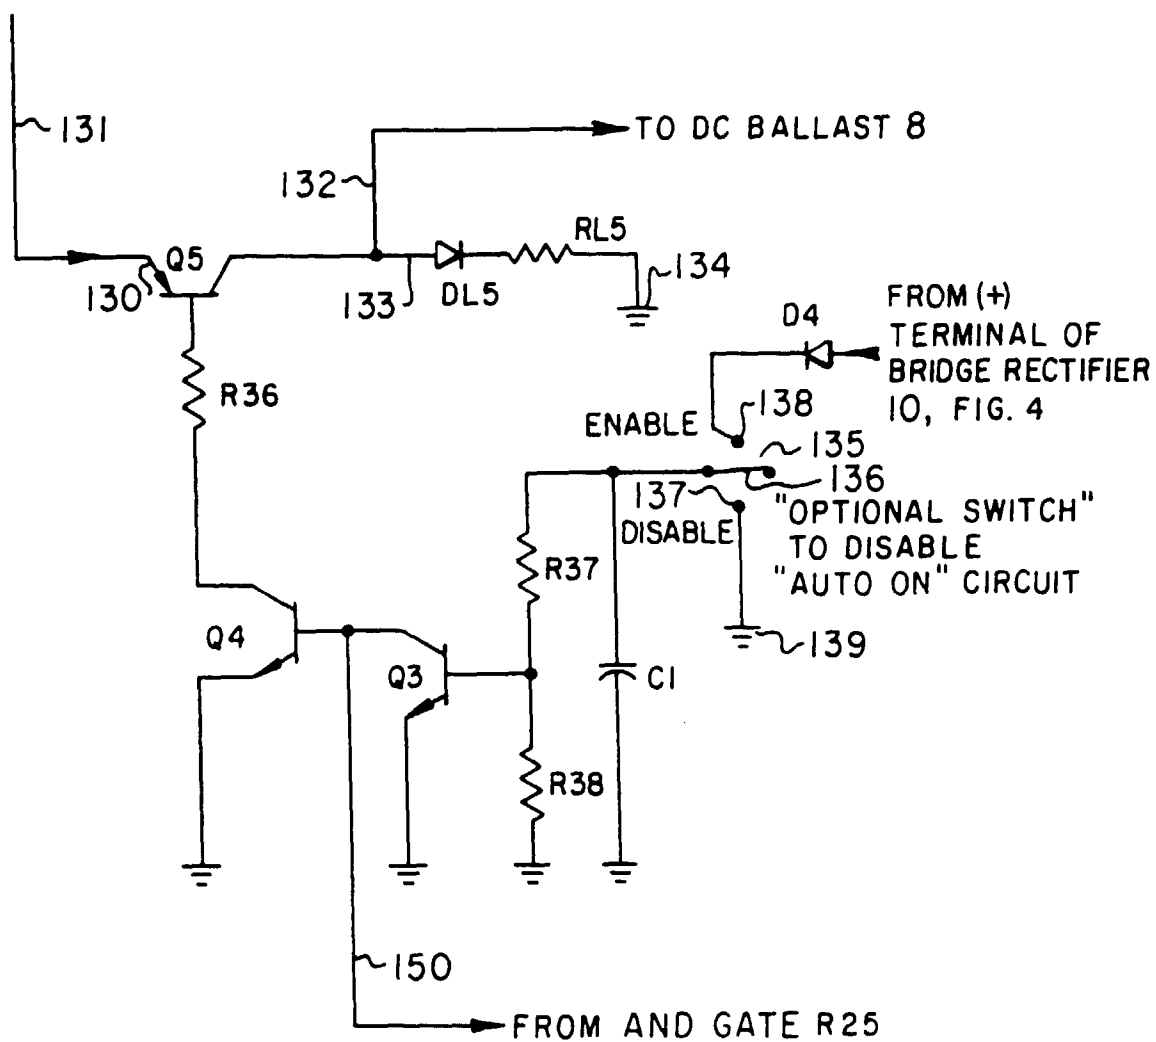 131
TO DC BALLAST 8
132
Q5
RL5
130
133
DL5
134
D4
FROM (+)
TERMINAL OF
BRIDGE RECTIFIER
10, FIG. 4
R36
138
ENABLE
135
136
137
DISABLE
"OPTIONAL SWITCH"
TO DISABLE
"AUTO ON" CIRCUIT
R37
Q4
139
Q3
C1
R38
150
FROM AND GATE R25